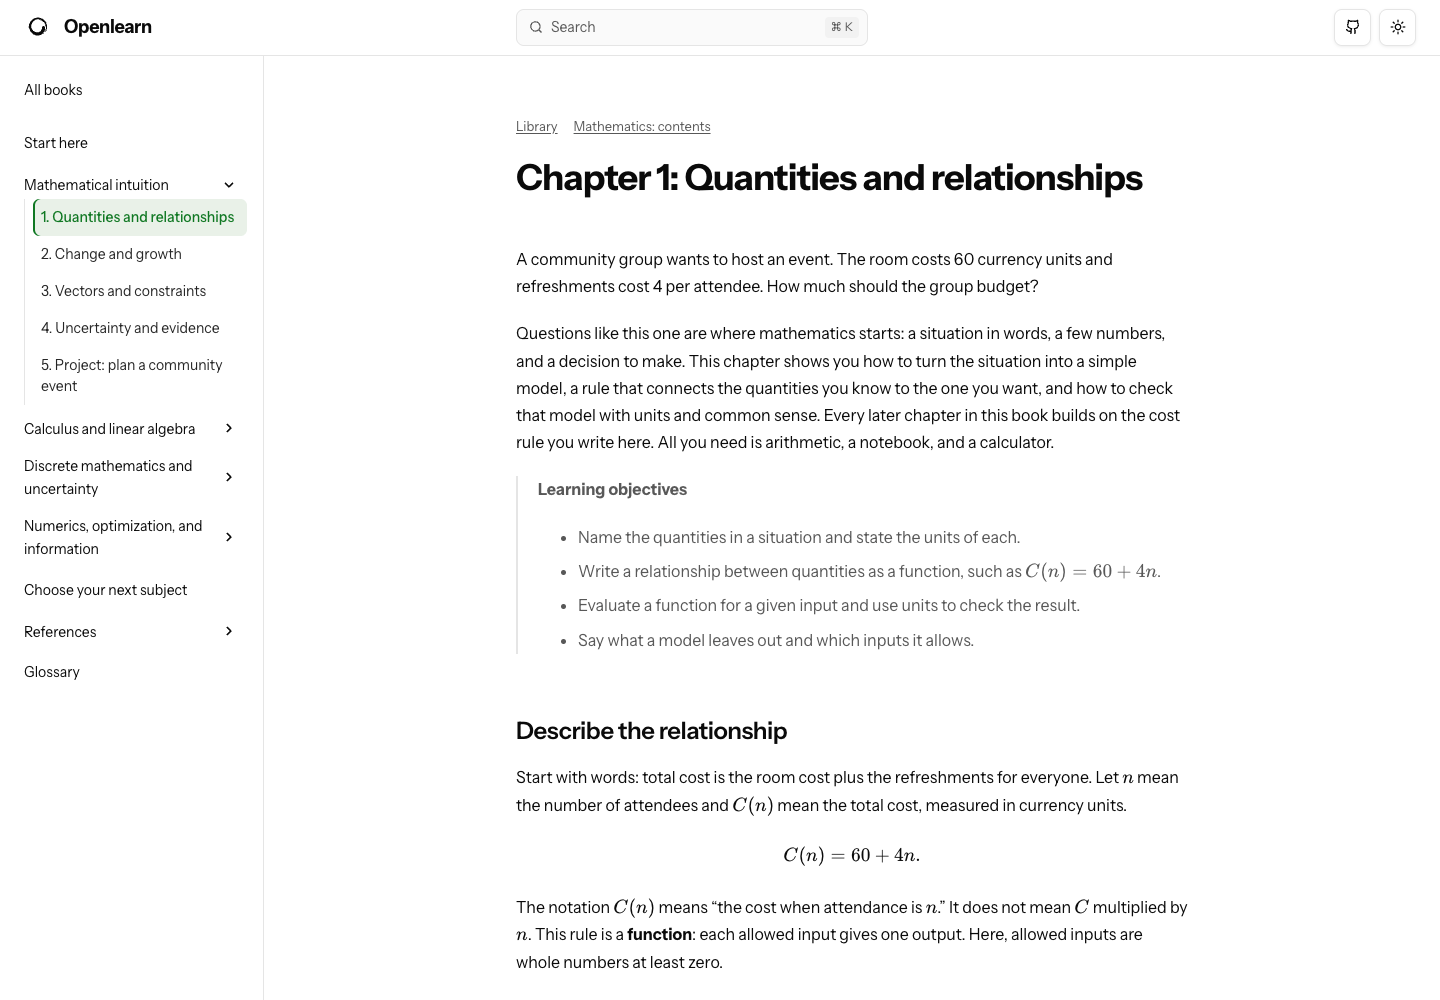 Openlearn
Search
⌘ K
All books
Start here
Mathematical intuition
1. Quantities and relationships
2. Change and growth
3. Vectors and constraints
4. Uncertainty and evidence
5. Project: plan a community
event
Calculus and linear algebra
Discrete mathematics and
uncertainty
Numerics, optimization, and
information
Choose your next subject
References
Glossary
Library Mathematics: contents
Chapter 1: Quantities and relationships
A community group wants to host an event. The room costs 60 currency units and
refreshments cost 4 per attendee. How much should the group budget?
Questions like this one are where mathematics starts: a situation in words, a few numbers,
and a decision to make. This chapter shows you how to turn the situation into a simple
model, a rule that connects the quantities you know to the one you want, and how to check
that model with units and common sense. Every later chapter in this book builds on the cost
rule you write here. All you need is arithmetic, a notebook, and a calculator.
Learning objectives
• Name the quantities in a situation and state the units of each.
• Write a relationship between quantities as a function, such as C(n) = 60 + 4n.
• Evaluate a function for a given input and use units to check the result.
• Say what a model leaves out and which inputs it allows.
Describe the relationship
Start with words: total cost is the room cost plus the refreshments for everyone. Let n mean
the number of attendees and C(n) mean the total cost, measured in currency units.
C(n) = 60 + 4n.
The notation C(n) means “the cost when attendance is n.” It does not mean C multiplied by
n. This rule is a function: each allowed input gives one output. Here, allowed inputs are
whole numbers at least zero.